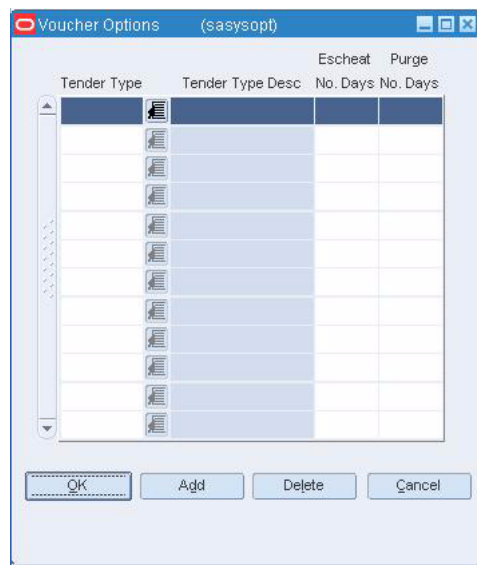 Voucher Options (sasysopt)
Escheat Purge
Tender Type Tender Type Desc No. Days No. Days
OK Add Delete Cancel